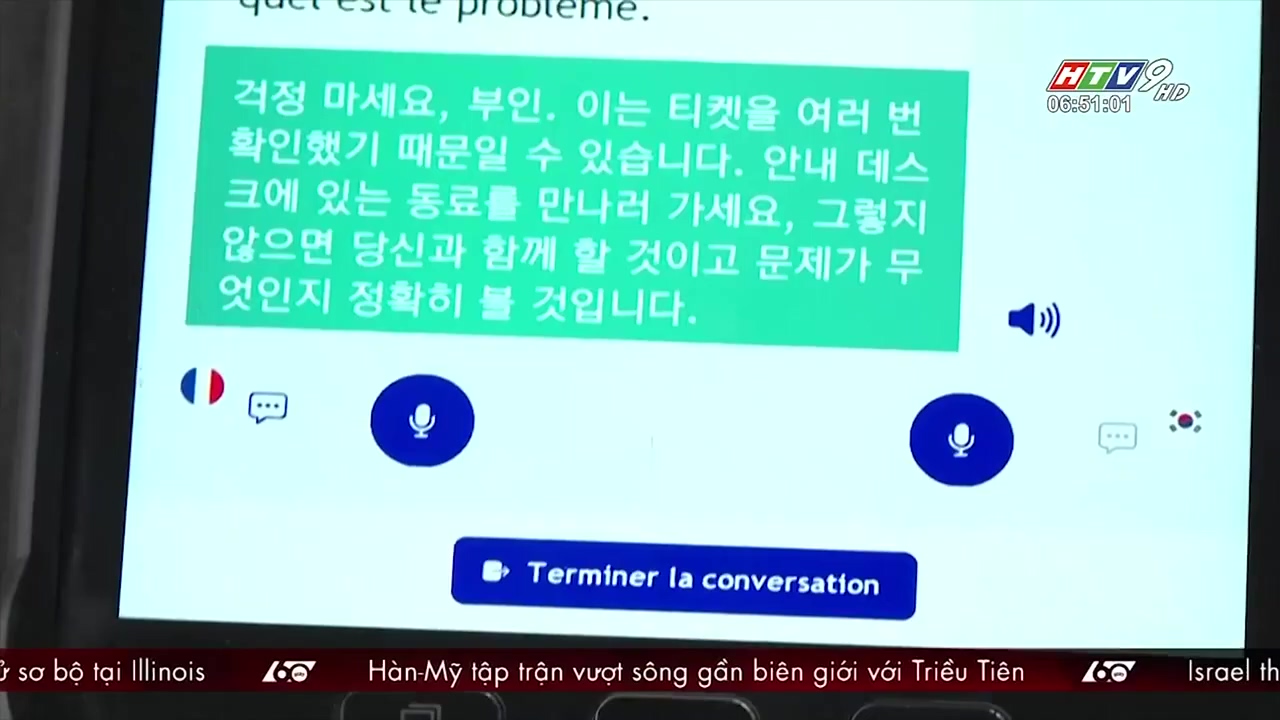 quel est le problème.
걱정 마세요, 부인. 이는 티켓을 여러 번
확인했기 때문일 수 있습니다. 안내 데스
크에 있는 동료를 만나러 가세요, 그렇지
않으면 당신과 함께 할 것이고 문제가 무
엇인지 정확히 볼 것입니다.
Terminer la conversation
HTV9 HD
06:51:01
sơ bộ tại Illinois 60 giây Hàn-Mỹ tập trận vượt sông gần biên giới với Triều Tiên 60 giây Israel